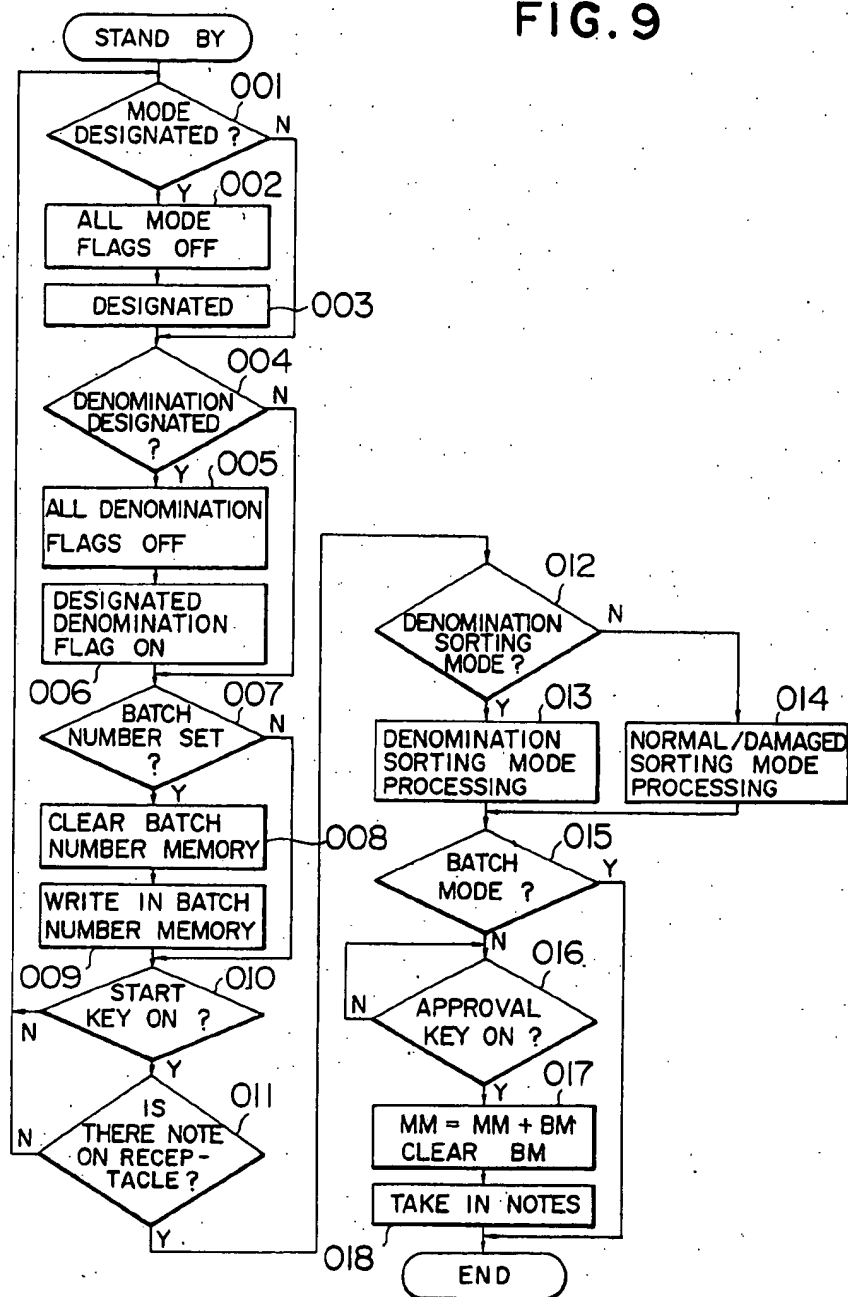 FIG. 9
STAND BY
001
MODE
DESIGNATED ?
N
Y
002
ALL MODE
FLAGS OFF
DESIGNATED
003
004
DENOMINATION
DESIGNATED
?
N
Y
005
ALL DENOMINATION
FLAGS OFF
DESIGNATED
DENOMINATION
FLAG ON
006
007
BATCH
NUMBER SET
?
N
Y
CLEAR BATCH
NUMBER MEMORY
008
WRITE IN BATCH
NUMBER MEMORY
009
010
START
KEY ON ?
N
Y
011
IS
THERE NOTE
ON RECEP-
TACLE ?
N
Y
012
DENOMINATION
SORTING
MODE ?
N
Y
013
DENOMINATION
SORTING MODE
PROCESSING
014
NORMAL/DAMAGED
SORTING MODE
PROCESSING
015
BATCH
MODE ?
Y
N
016
APPROVAL
KEY ON ?
N
Y
017
MM = MM + BM
CLEAR BM
TAKE IN NOTES
018
END